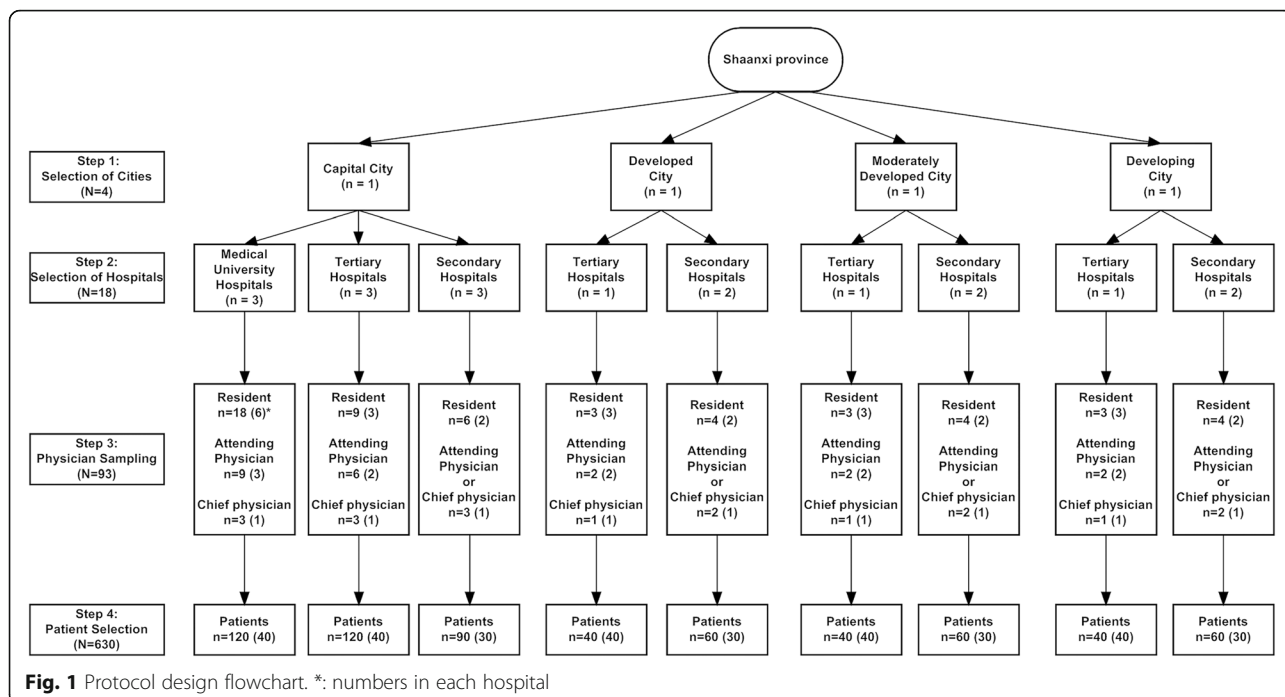 Shaanxi province
Step 1:
Selection of Cities
(N=4)
Capital City
(n = 1)
Developed
City
(n = 1)
Moderately
Developed City
(n = 1)
Developing
City
(n = 1)
Step 2:
Selection of Hospitals
(N=18)
Medical
University
Hospitals
(n = 3)
Tertiary
Hospitals
(n = 3)
Secondary
Hospitals
(n = 3)
Tertiary
Hospitals
(n = 1)
Secondary
Hospitals
(n = 2)
Tertiary
Hospitals
(n = 1)
Secondary
Hospitals
(n = 2)
Tertiary
Hospitals
(n = 1)
Secondary
Hospitals
(n = 2)
Step 3:
Physician Sampling
(N=93)
Resident
n=18 (6)*
Attending
Physician
n=9 (3)
Chief physician
n=3 (1)
Resident
n=9 (3)
Attending
Physician
n=6 (2)
Chief physician
n=3 (1)
Resident
n=6 (2)
Attending
Physician
or
Chief physician
n=3 (1)
Resident
n=3 (3)
Attending
Physician
n=2 (2)
Chief physician
n=1 (1)
Resident
n=4 (2)
Attending
Physician
or
Chief physician
n=2 (1)
Resident
n=3 (3)
Attending
Physician
n=2 (2)
Chief physician
n=1 (1)
Resident
n=4 (2)
Attending
Physician
or
Chief physician
n=2 (1)
Resident
n=3 (3)
Attending
Physician
n=2 (2)
Chief physician
n=1 (1)
Resident
n=4 (2)
Attending
Physician
or
Chief physician
n=2 (1)
Step 4:
Patient Selection
(N=630)
Patients
n=120 (40)
Patients
n=120 (40)
Patients
n=90 (30)
Patients
n=40 (40)
Patients
n=60 (30)
Patients
n=40 (40)
Patients
n=60 (30)
Patients
n=40 (40)
Patients
n=60 (30)
Fig. 1 Protocol design flowchart. *: numbers in each hospital